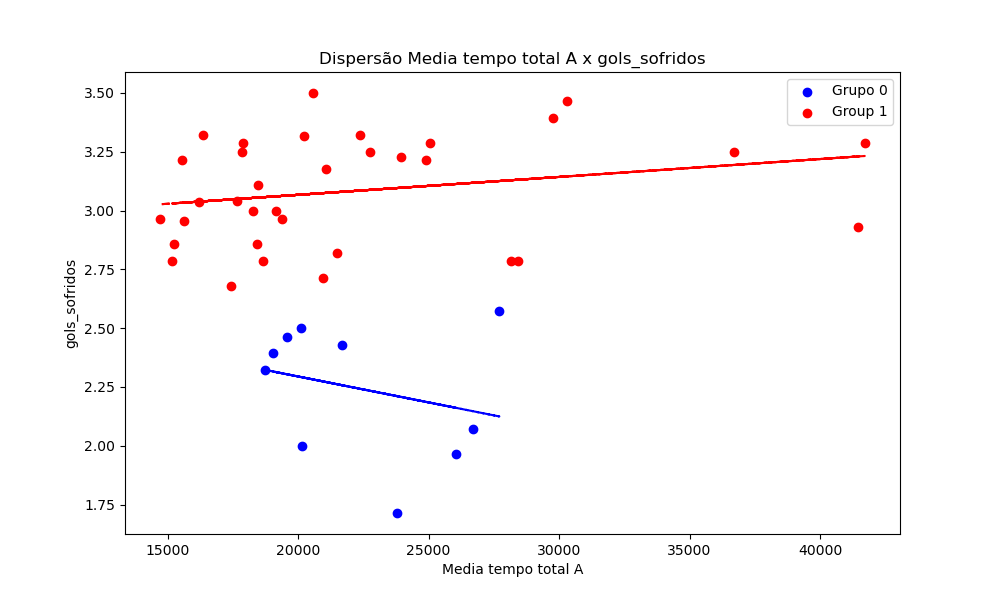 Dispersão Media tempo total A x gols_sofridos
Grupo 0
Group 1
gols_sofridos
3.50
3.25
3.00
2.75
2.50
2.25
2.00
1.75
15000 20000 25000 30000 35000 40000
Media tempo total A